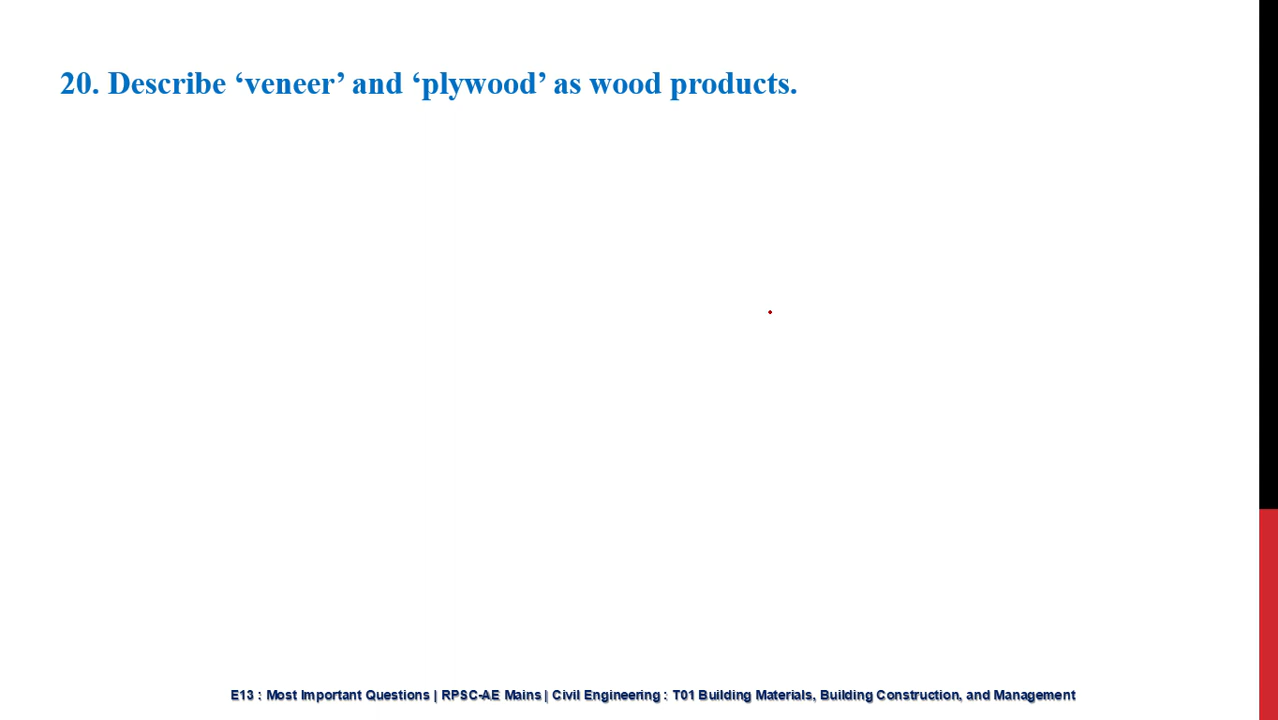 20. Describe ‘veneer’ and ‘plywood’ as wood products.
E13 : Most Important Questions | RPSC-AE Mains | Civil Engineering : T01 Building Materials, Building Construction, and Management